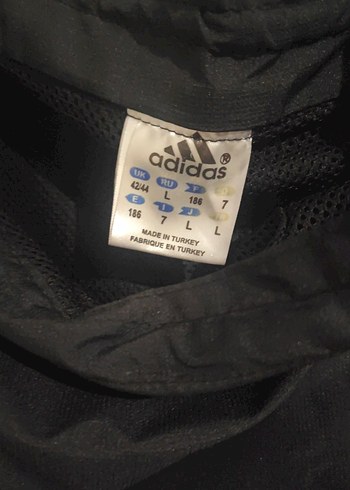 adidas®
UK RU F
42/44 L 186 7
E I J
186 7 L L
MADE IN TURKEY
FABRIQUE EN TURKEY